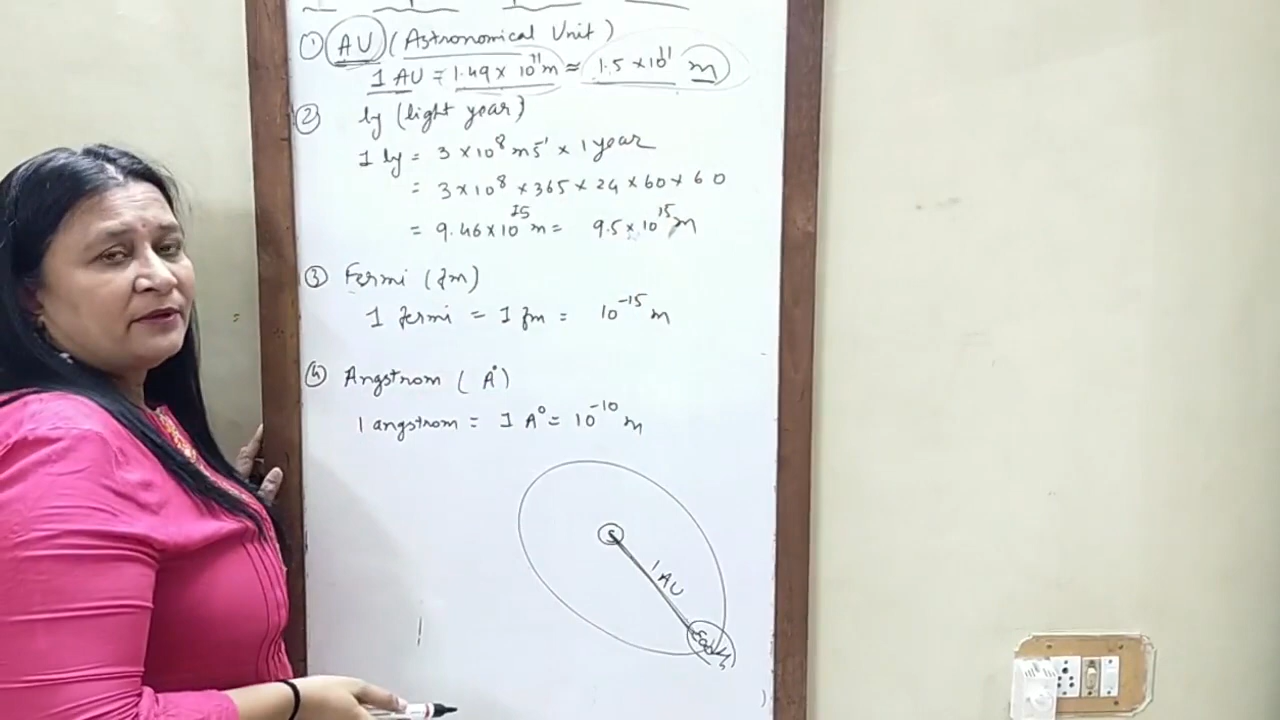 ① AU (Astronomical Unit)
1 AU = 1.49 × 10¹¹ m ≈ 1.5 × 10¹¹ m
② ly (light year)
1 ly = 3 × 10⁸ ms⁻¹ × 1 year
= 3 × 10⁸ × 365 × 24 × 60 × 60
= 9.46 × 10¹⁵ m = 9.5 × 10¹⁵ m
③ Fermi (fm)
1 fermi = 1 fm = 10⁻¹⁵ m
④ Angstrom (A°)
1 angstrom = 1 A° = 10⁻¹⁰ m
S
1 AU
Earth